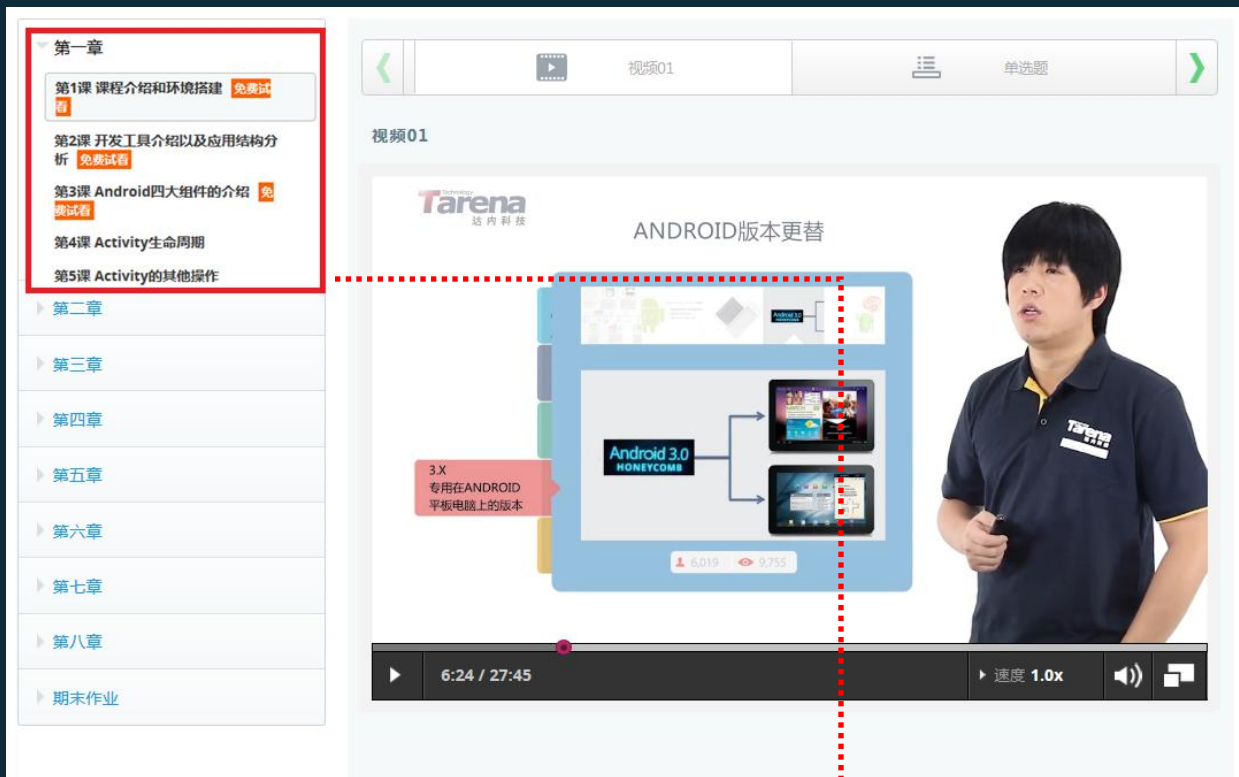 第一章
第1课 课程介绍和环境搭建 免费试
看
第2课 开发工具介绍以及应用结构分
析 免费试看
第3课 Android四大组件的介绍 免
费试看
第4课 Activity生命周期
第5课 Activity的其他操作
第二章
第三章
第四章
第五章
第六章
第七章
第八章
期末作业
视频01
单选题
视频01
Technology
Tarena
达内科技
ANDROID版本更替
Android 3.0
Android 3.0
HONEYCOMB
3.X
专用在ANDROID
平板电脑上的版本
6,019 9,755
Tarena
6:24 / 27:45
速度 1.0x